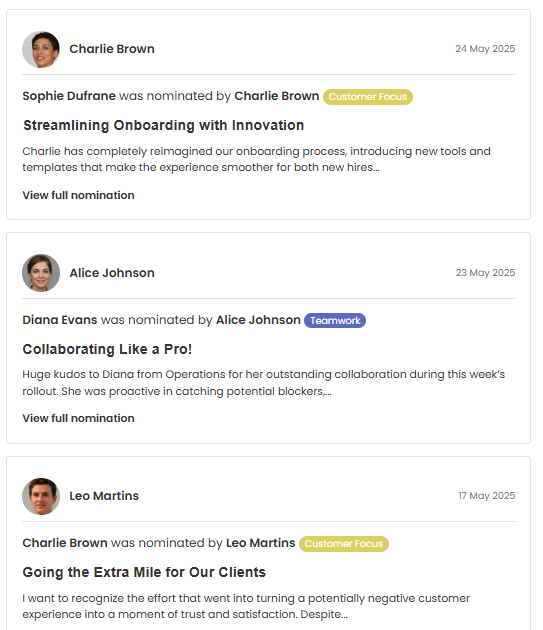 Charlie Brown 24 May 2025
Sophie Dufrane was nominated by Charlie Brown Customer Focus
Streamlining Onboarding with Innovation
Charlie has completely reimagined our onboarding process, introducing new tools and
templates that make the experience smoother for both new hires...
View full nomination
Alice Johnson 23 May 2025
Diana Evans was nominated by Alice Johnson Teamwork
Collaborating Like a Pro!
Huge kudos to Diana from Operations for her outstanding collaboration during this week's
rollout. She was proactive in catching potential blockers,...
View full nomination
Leo Martins 17 May 2025
Charlie Brown was nominated by Leo Martins Customer Focus
Going the Extra Mile for Our Clients
I want to recognize the effort that went into turning a potentially negative customer
experience into a moment of trust and satisfaction. Despite...